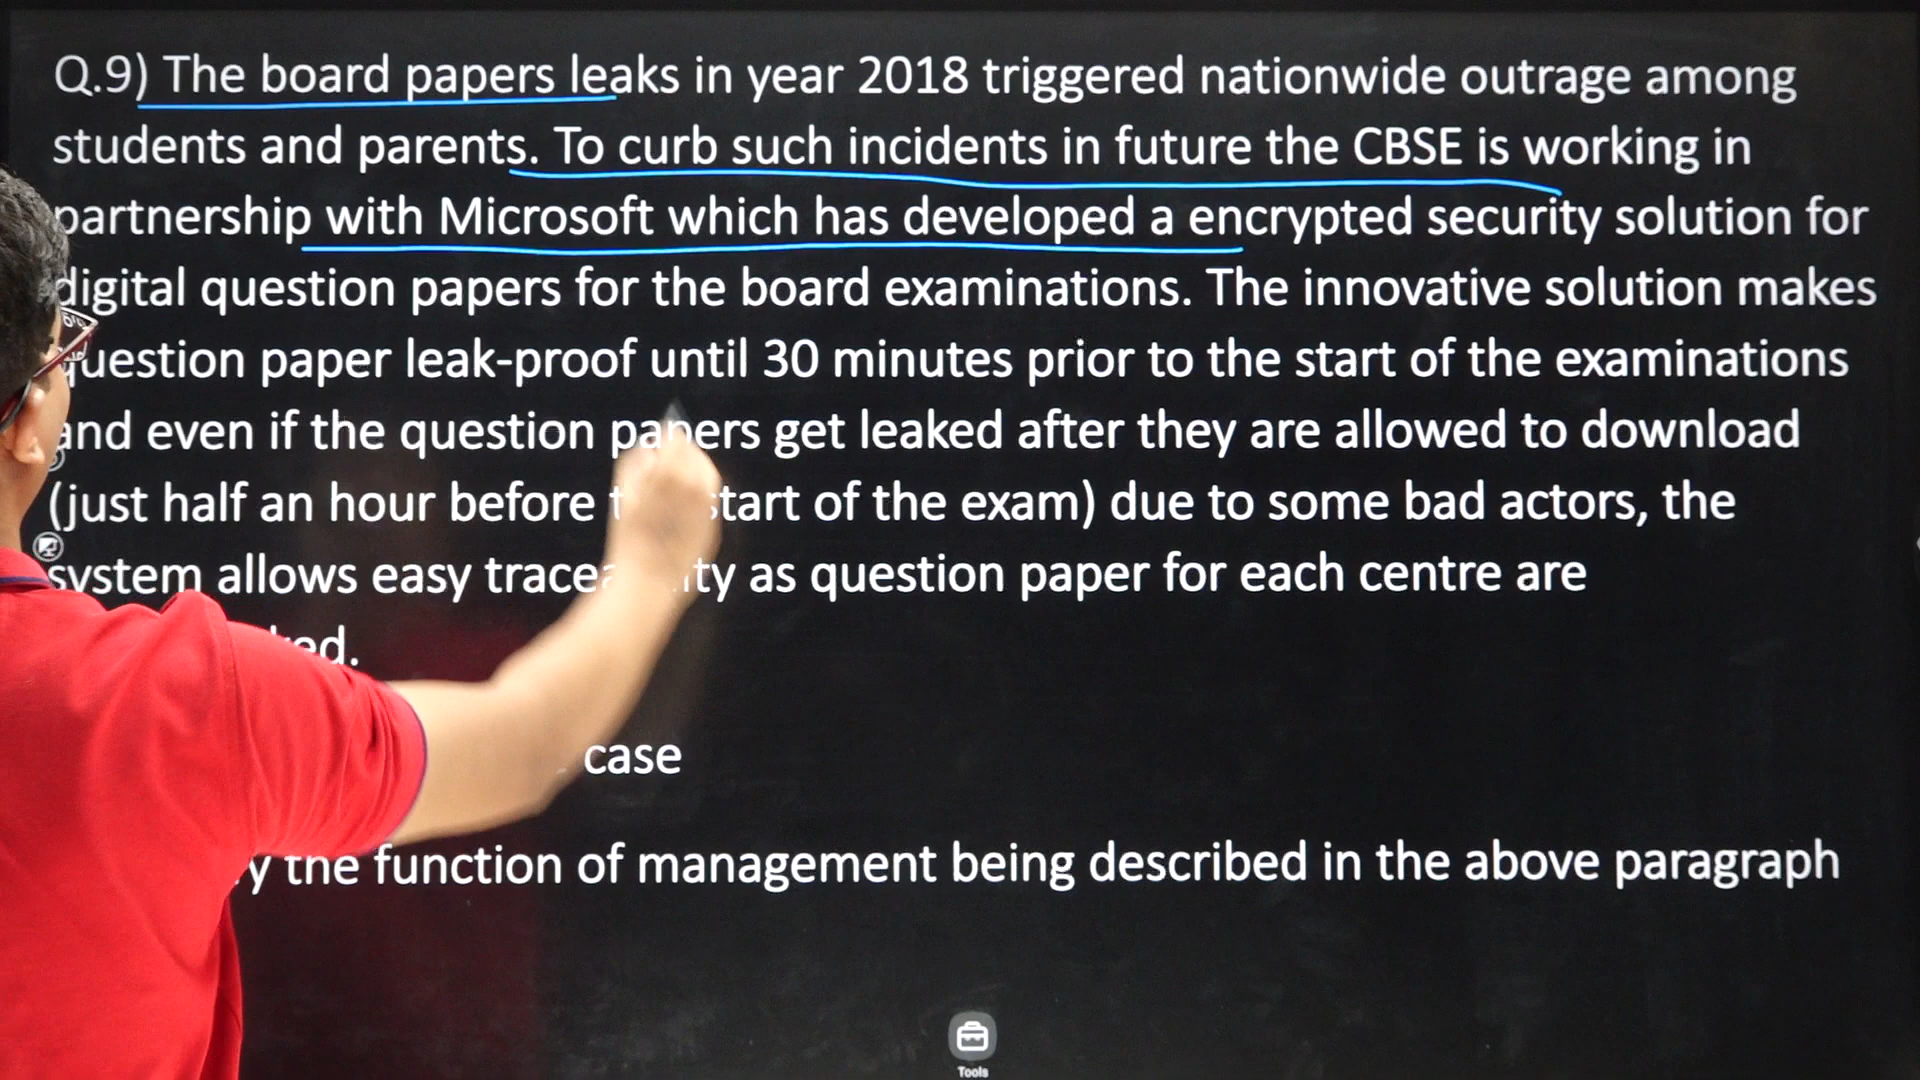 Q.9) The board papers leaks in year 2018 triggered nationwide outrage among
students and parents. To curb such incidents in future the CBSE is working in
partnership with Microsoft which has developed a encrypted security solution for
digital question papers for the board examinations. The innovative solution makes
question paper leak-proof until 30 minutes prior to the start of the examinations
and even if the question papers get leaked after they are allowed to download
(just half an hour before start of the exam) due to some bad actors, the
system allows easy as question paper for each centre are
case
the function of management being described in the above paragraph
Tools